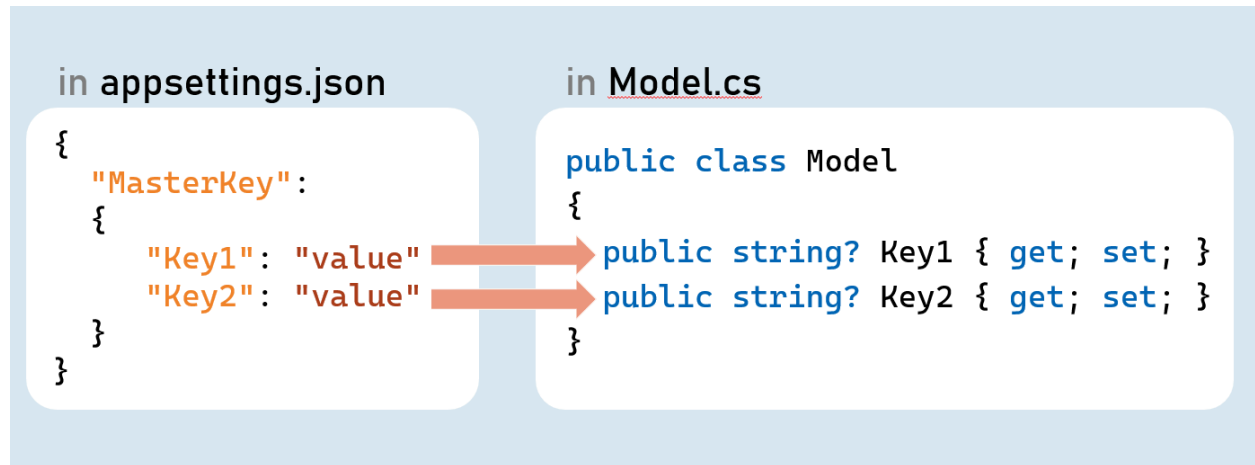 in appsettings.json
{
"MasterKey":
{
"Key1": "value"
"Key2": "value"
}
}
in Model.cs
public class Model
{
public string? Key1 { get; set; }
public string? Key2 { get; set; }
}